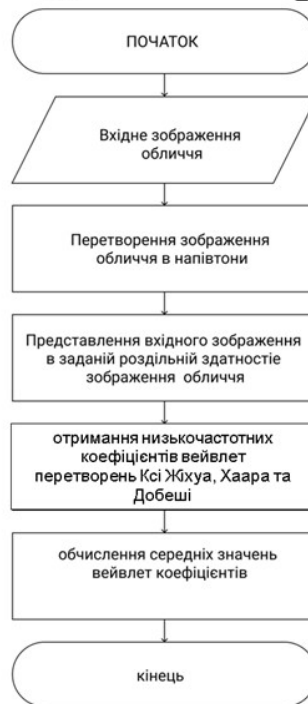 ПОЧАТОК
Вхідне зображення
обличчя
Перетворення зображення
обличчя в напівтони
Представлення вхідного зображення
в заданій роздільній здатностіє
зображення обличчя
отримання низькочастотних
коефіцієнтів вейвлет
перетворень Ксі Жіхуа, Хаара та
Добеші
обчислення середніх значень
вейвлет коефіцієнтів
кінець